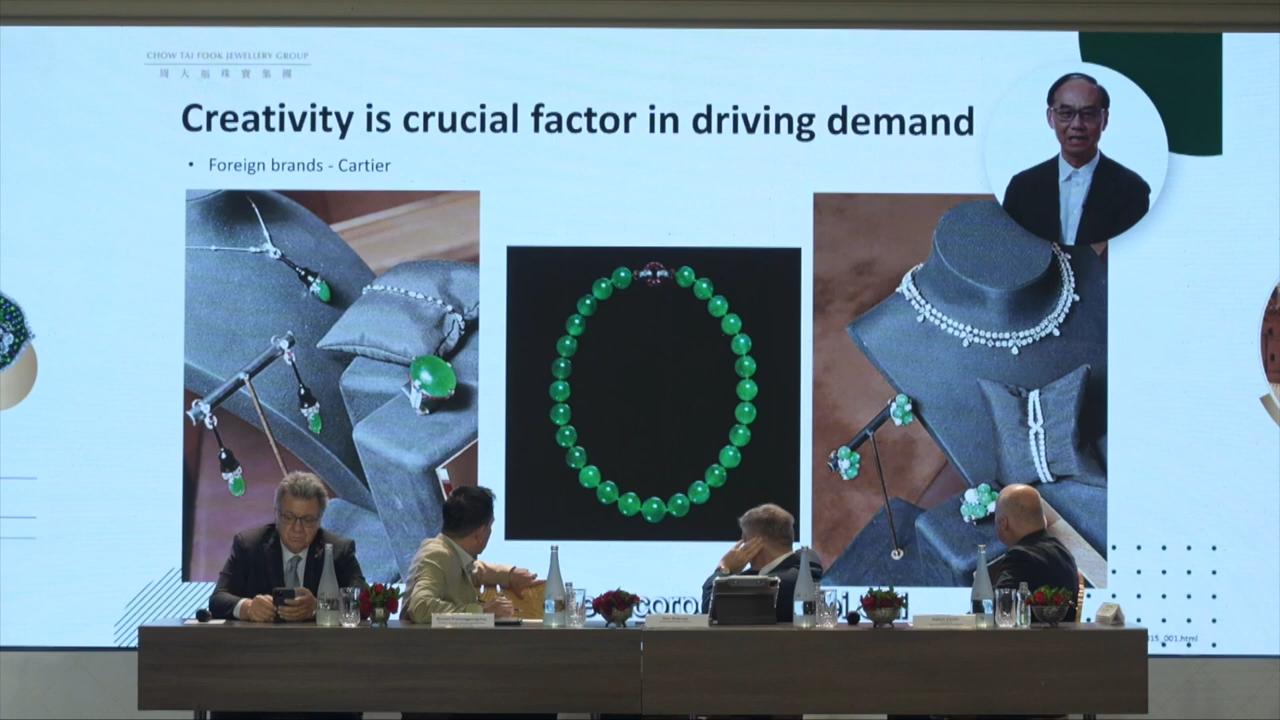 CHOW TAI FOOK JEWELLERY GROUP
周大福珠寶集團
Creativity is crucial factor in driving demand
• Foreign brands - Cartier